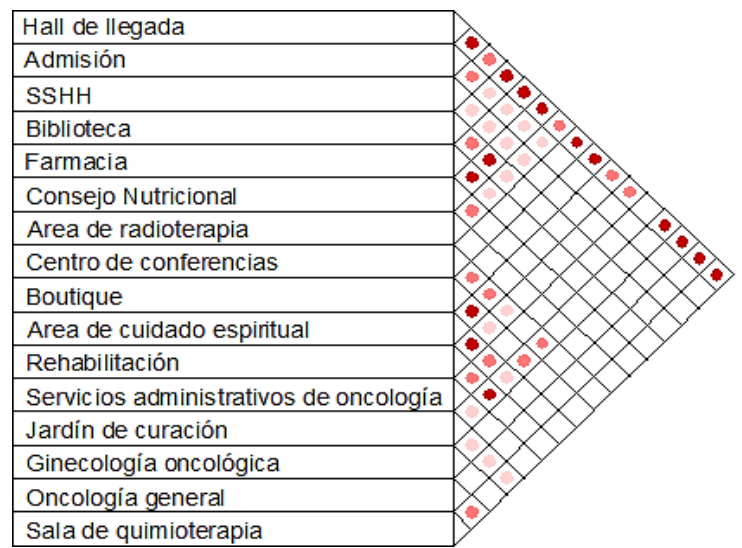 Hall de llegada
Admisión
SSHH
Biblioteca
Farmacia
Consejo Nutricional
Area de radioterapia
Centro de conferencias
Boutique
Area de cuidado espiritual
Rehabilitación
Servicios administrativos de oncología
Jardín de curación
Ginecología oncológica
Oncología general
Sala de quimioterapia